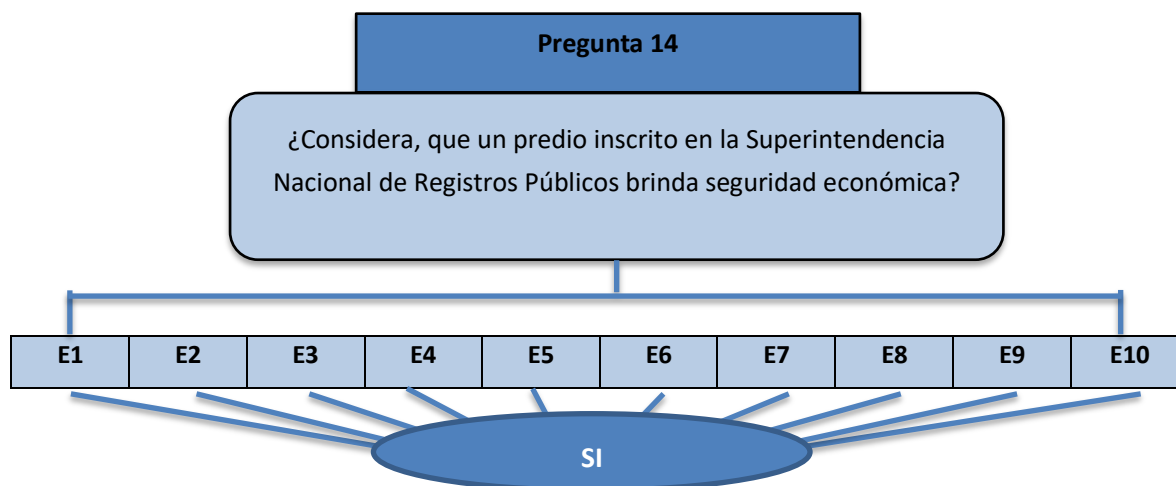 Pregunta 14
¿Considera, que un predio inscrito en la Superintendencia
Nacional de Registros Públicos brinda seguridad económica?
E1 E2 E3 E4 E5 E6 E7 E8 E9 E10
SI